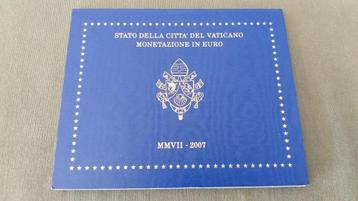 STATO DELLA CITTA' DEL VATICANO
MONETAZIONE IN EURO
MMVII - 2007